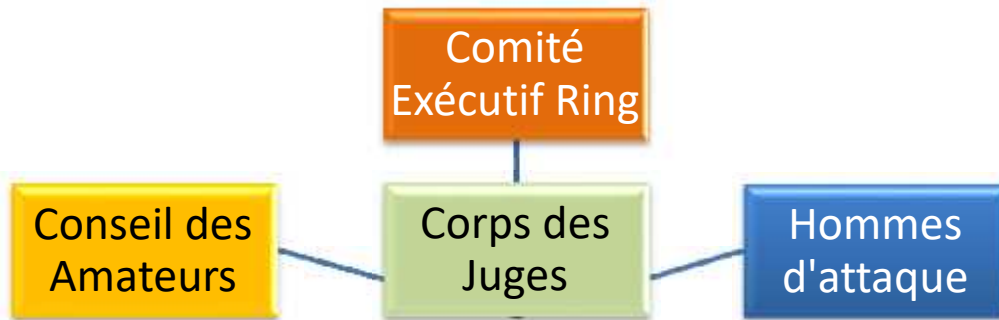 Comité
Exécutif Ring
Conseil des
Amateurs
Corps des
Juges
Hommes
d'attaque